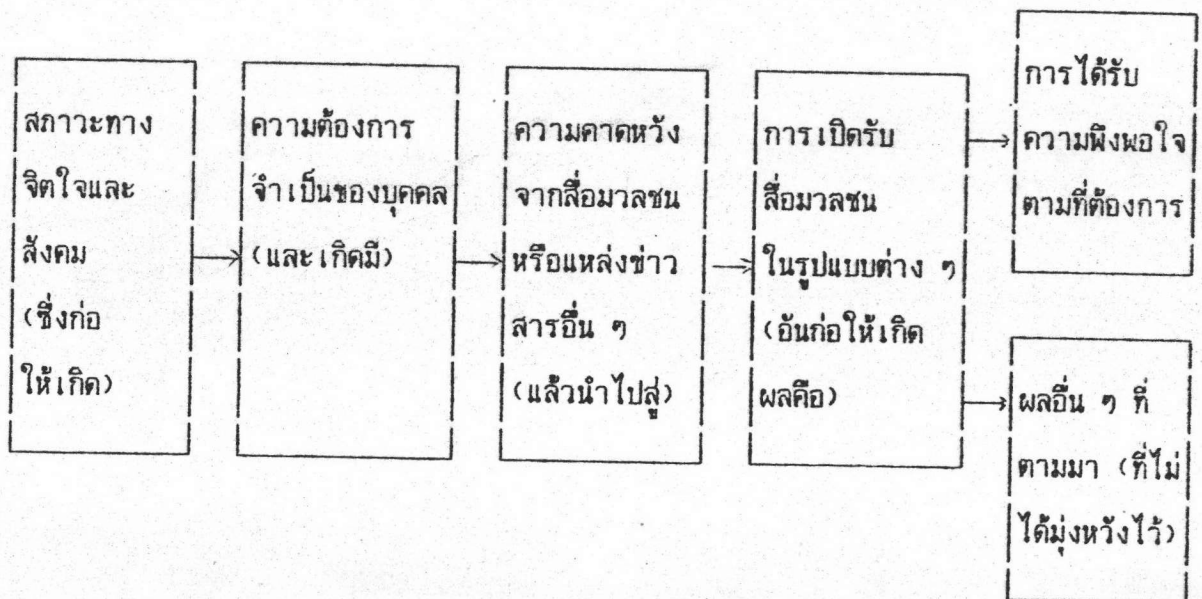 สภาวะทาง
จิตใจและ
สังคม
(ซึ่งก่อ
ให้เกิด)
ความต้องการ
จำเป็นของบุคคล
(และเกิดมี)
ความคาดหวัง
จากสื่อมวลชน
หรือแหล่งข่าว
สารอื่น ๆ
(แล้วนำไปสู่)
การเปิดรับ
สื่อมวลชน
ในรูปแบบต่าง ๆ
(อันก่อให้เกิด
ผลคือ)
การได้รับ
ความพึงพอใจ
ตามที่ต้องการ
ผลอื่น ๆ ที่
ตามมา (ที่ไม่
ได้มุ่งหวังไว้)